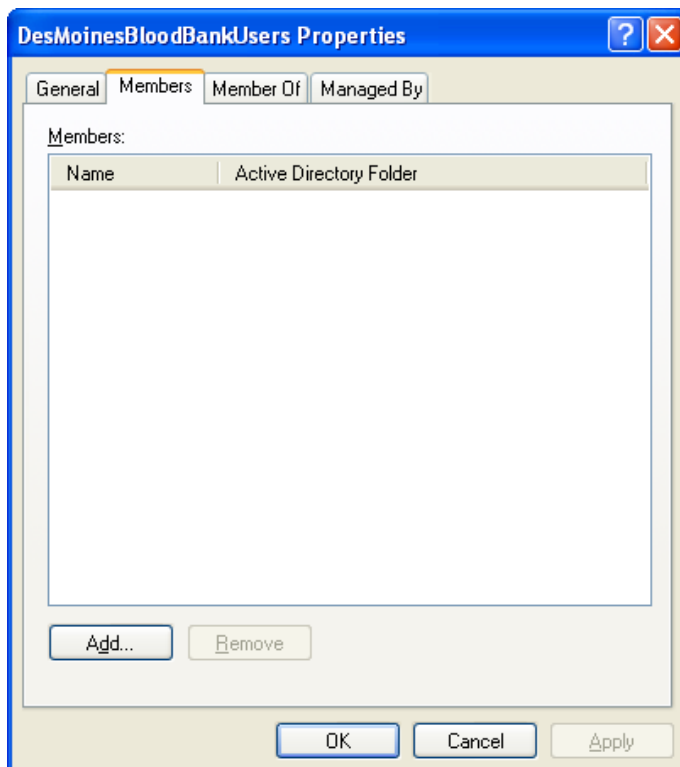 DesMoinesBloodBankUsers Properties
General Members Member Of Managed By
Members:
Name Active Directory Folder
Add... Remove
OK Cancel Apply